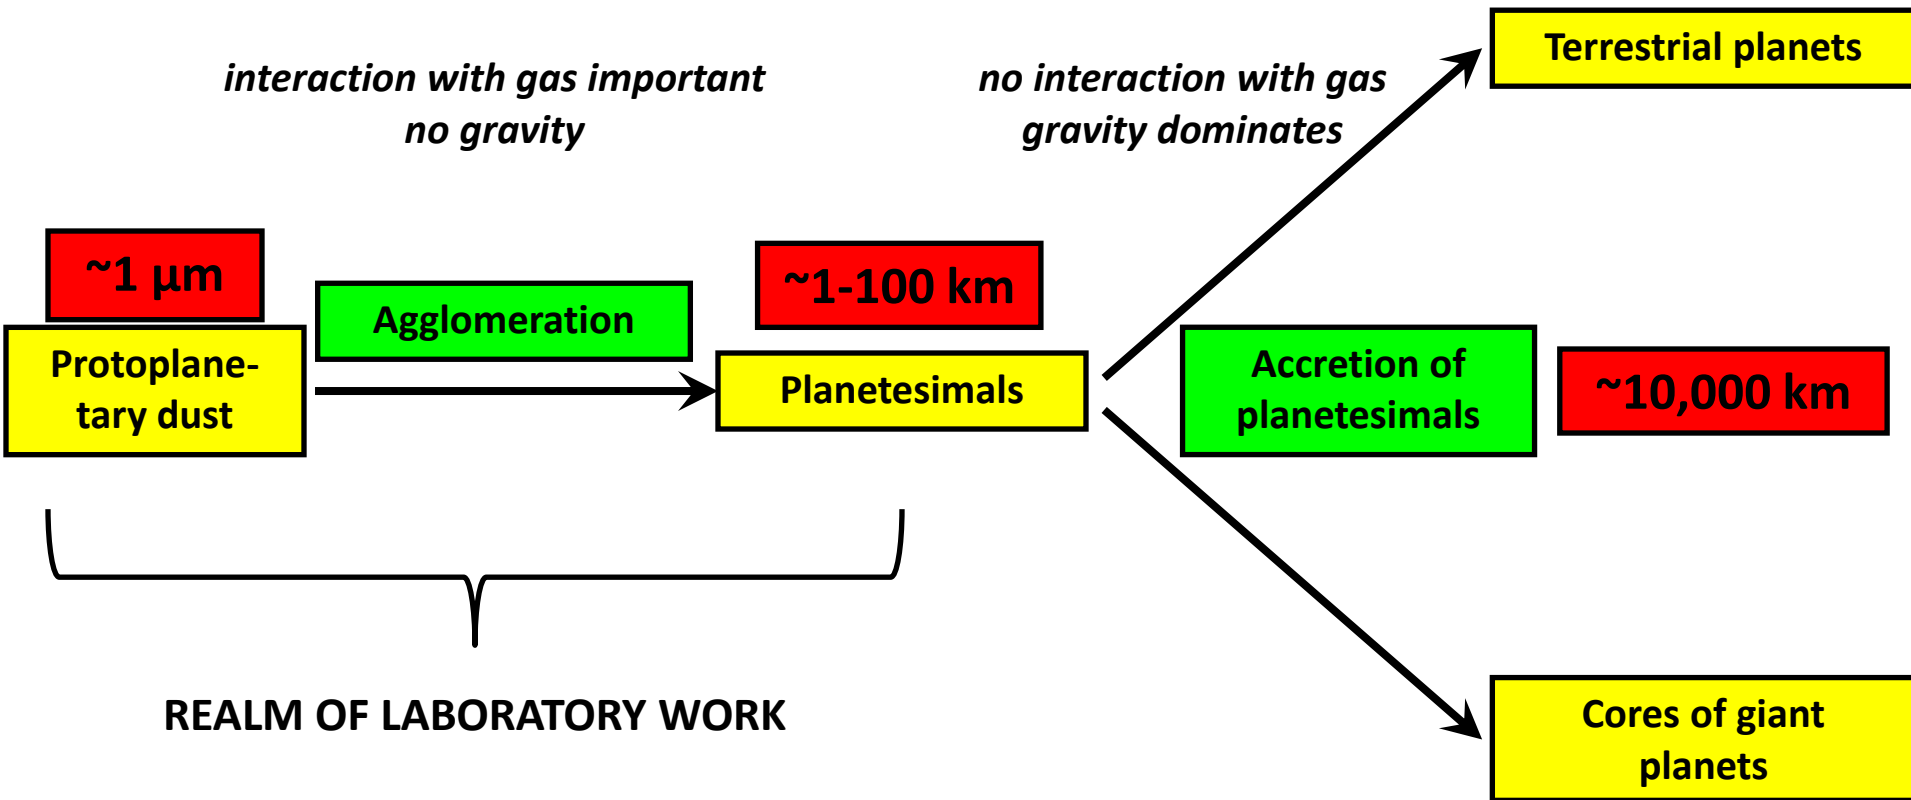 interaction with gas important
no gravity
no interaction with gas
gravity dominates
Terrestrial planets
~1 µm
Protoplane-
tary dust
Agglomeration
~1-100 km
Planetesimals
Accretion of
planetesimals
~10,000 km
REALM OF LABORATORY WORK
Cores of giant
planets